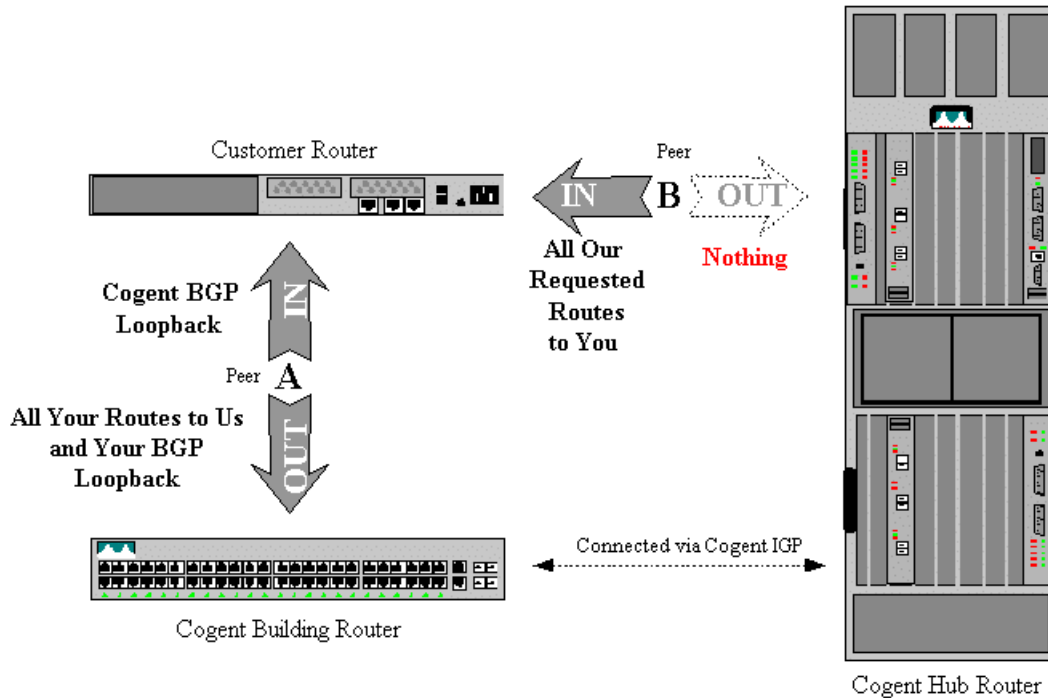 Customer Router
Peer
IN
B
OUT
All Our
Requested
Routes
to You
Nothing
Cogent BGP
Loopback
IN
Peer
A
All Your Routes to Us
and Your BGP
Loopback
OUT
Connected via Cogent IGP
Cogent Building Router
Cogent Hub Router